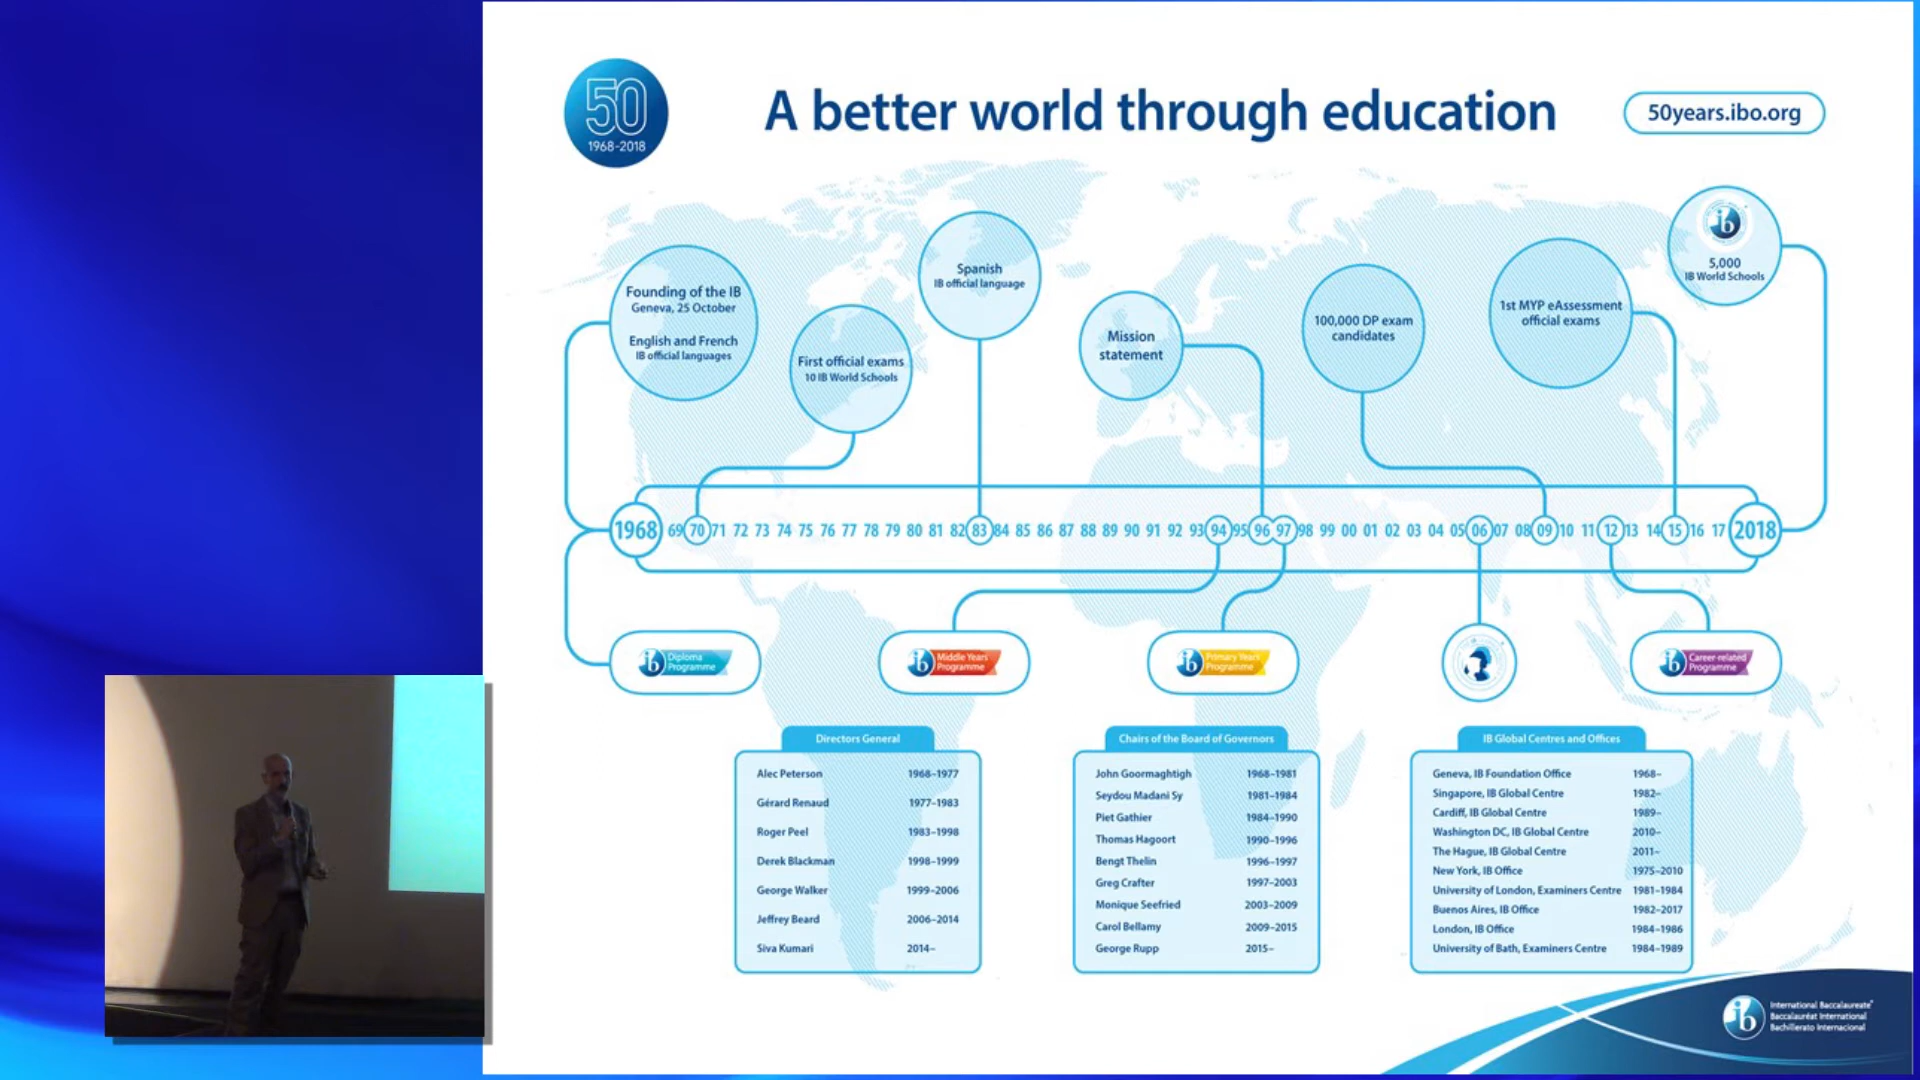 50
1968-2018
A better world through education
50years.ibo.org
Founding of the IB
Geneva, 25 October
English and French
IB official languages
First official exams
10 IB World Schools
Spanish
IB official language
Mission
statement
100,000 DP exam
candidates
1st MYP eAssessment
official exams
ib
5,000
IB World Schools
1968 69 70 71 72 73 74 75 76 77 78 79 80 81 82 83 84 85 86 87 88 89 90 91 92 93 94 95 96 97 98 99 00 01 02 03 04 05 06 07 08 09 10 11 12 13 14 15 16 17 2018
ib Diploma
Programme
ib Middle Years
Programme
ib Primary Years
Programme
ib Career-related
Programme
Directors General
Alec Peterson 1968–1977
Gérard Renaud 1977–1983
Roger Peel 1983–1998
Derek Blackman 1998–1999
George Walker 1999–2006
Jeffrey Beard 2006–2014
Siva Kumari 2014–
Chairs of the Board of Governors
John Goormaghtigh 1968–1981
Seydou Madani Sy 1981–1984
Piet Gathier 1984–1990
Thomas Hagoort 1990–1996
Bengt Thelin 1996–1997
Greg Crafter 1997–2003
Monique Seefried 2003–2009
Carol Bellamy 2009–2015
George Rupp 2015–
IB Global Centres and Offices
Geneva, IB Foundation Office 1968–
Singapore, IB Global Centre 1982–
Cardiff, IB Global Centre 1989–
Washington DC, IB Global Centre 2010–
The Hague, IB Global Centre 2011–
New York, IB Office 1975–2010
University of London, Examiners Centre 1981–1984
Buenos Aires, IB Office 1982–2017
London, IB Office 1984–1986
University of Bath, Examiners Centre 1984–1989
ib
International Baccalaureate®
Baccalauréat International
Bachillerato Internacional